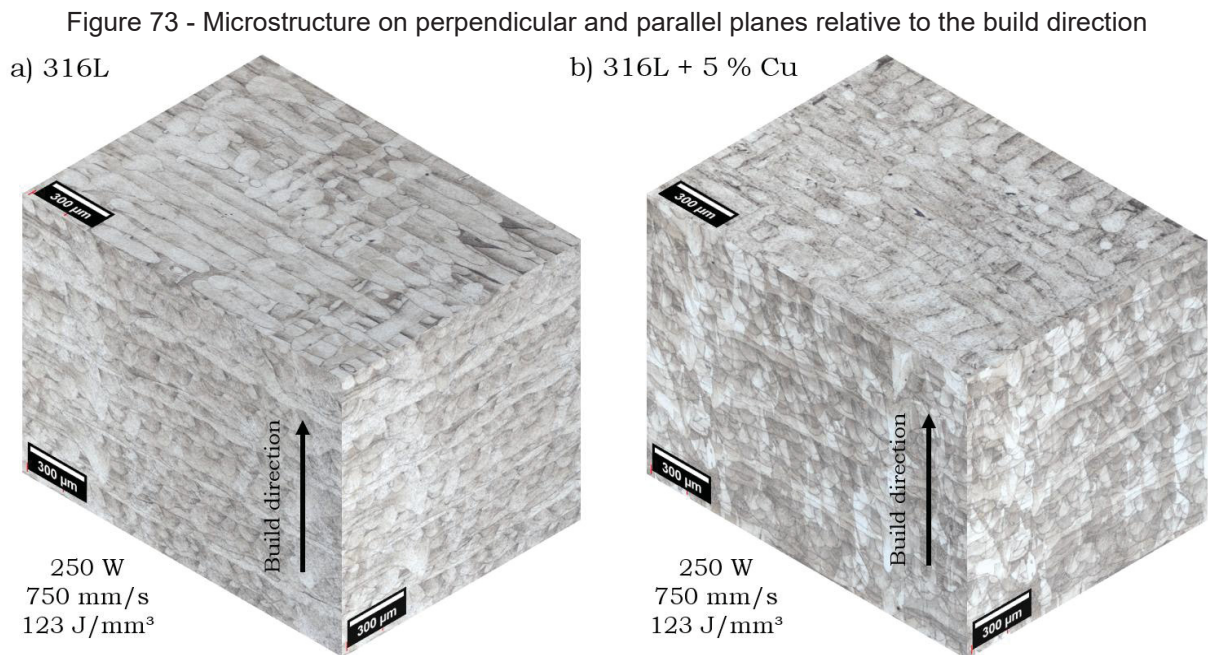 Figure 73 - Microstructure on perpendicular and parallel planes relative to the build direction
a) 316L
b) 316L + 5 % Cu
300 µm
300 µm
300 µm
Build direction
250 W
750 mm/s
123 J/mm³
300 µm
300 µm
300 µm
Build direction
250 W
750 mm/s
123 J/mm³